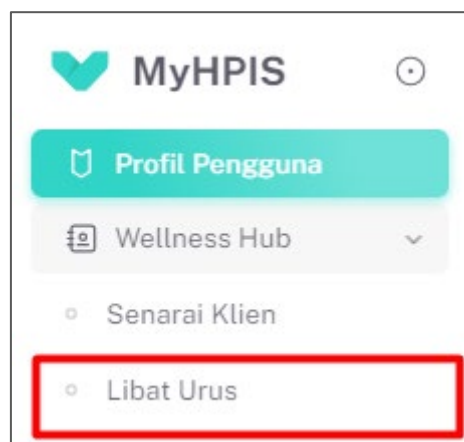 MyHPIS
Profil Pengguna
Wellness Hub
Senarai Klien
Libat Urus